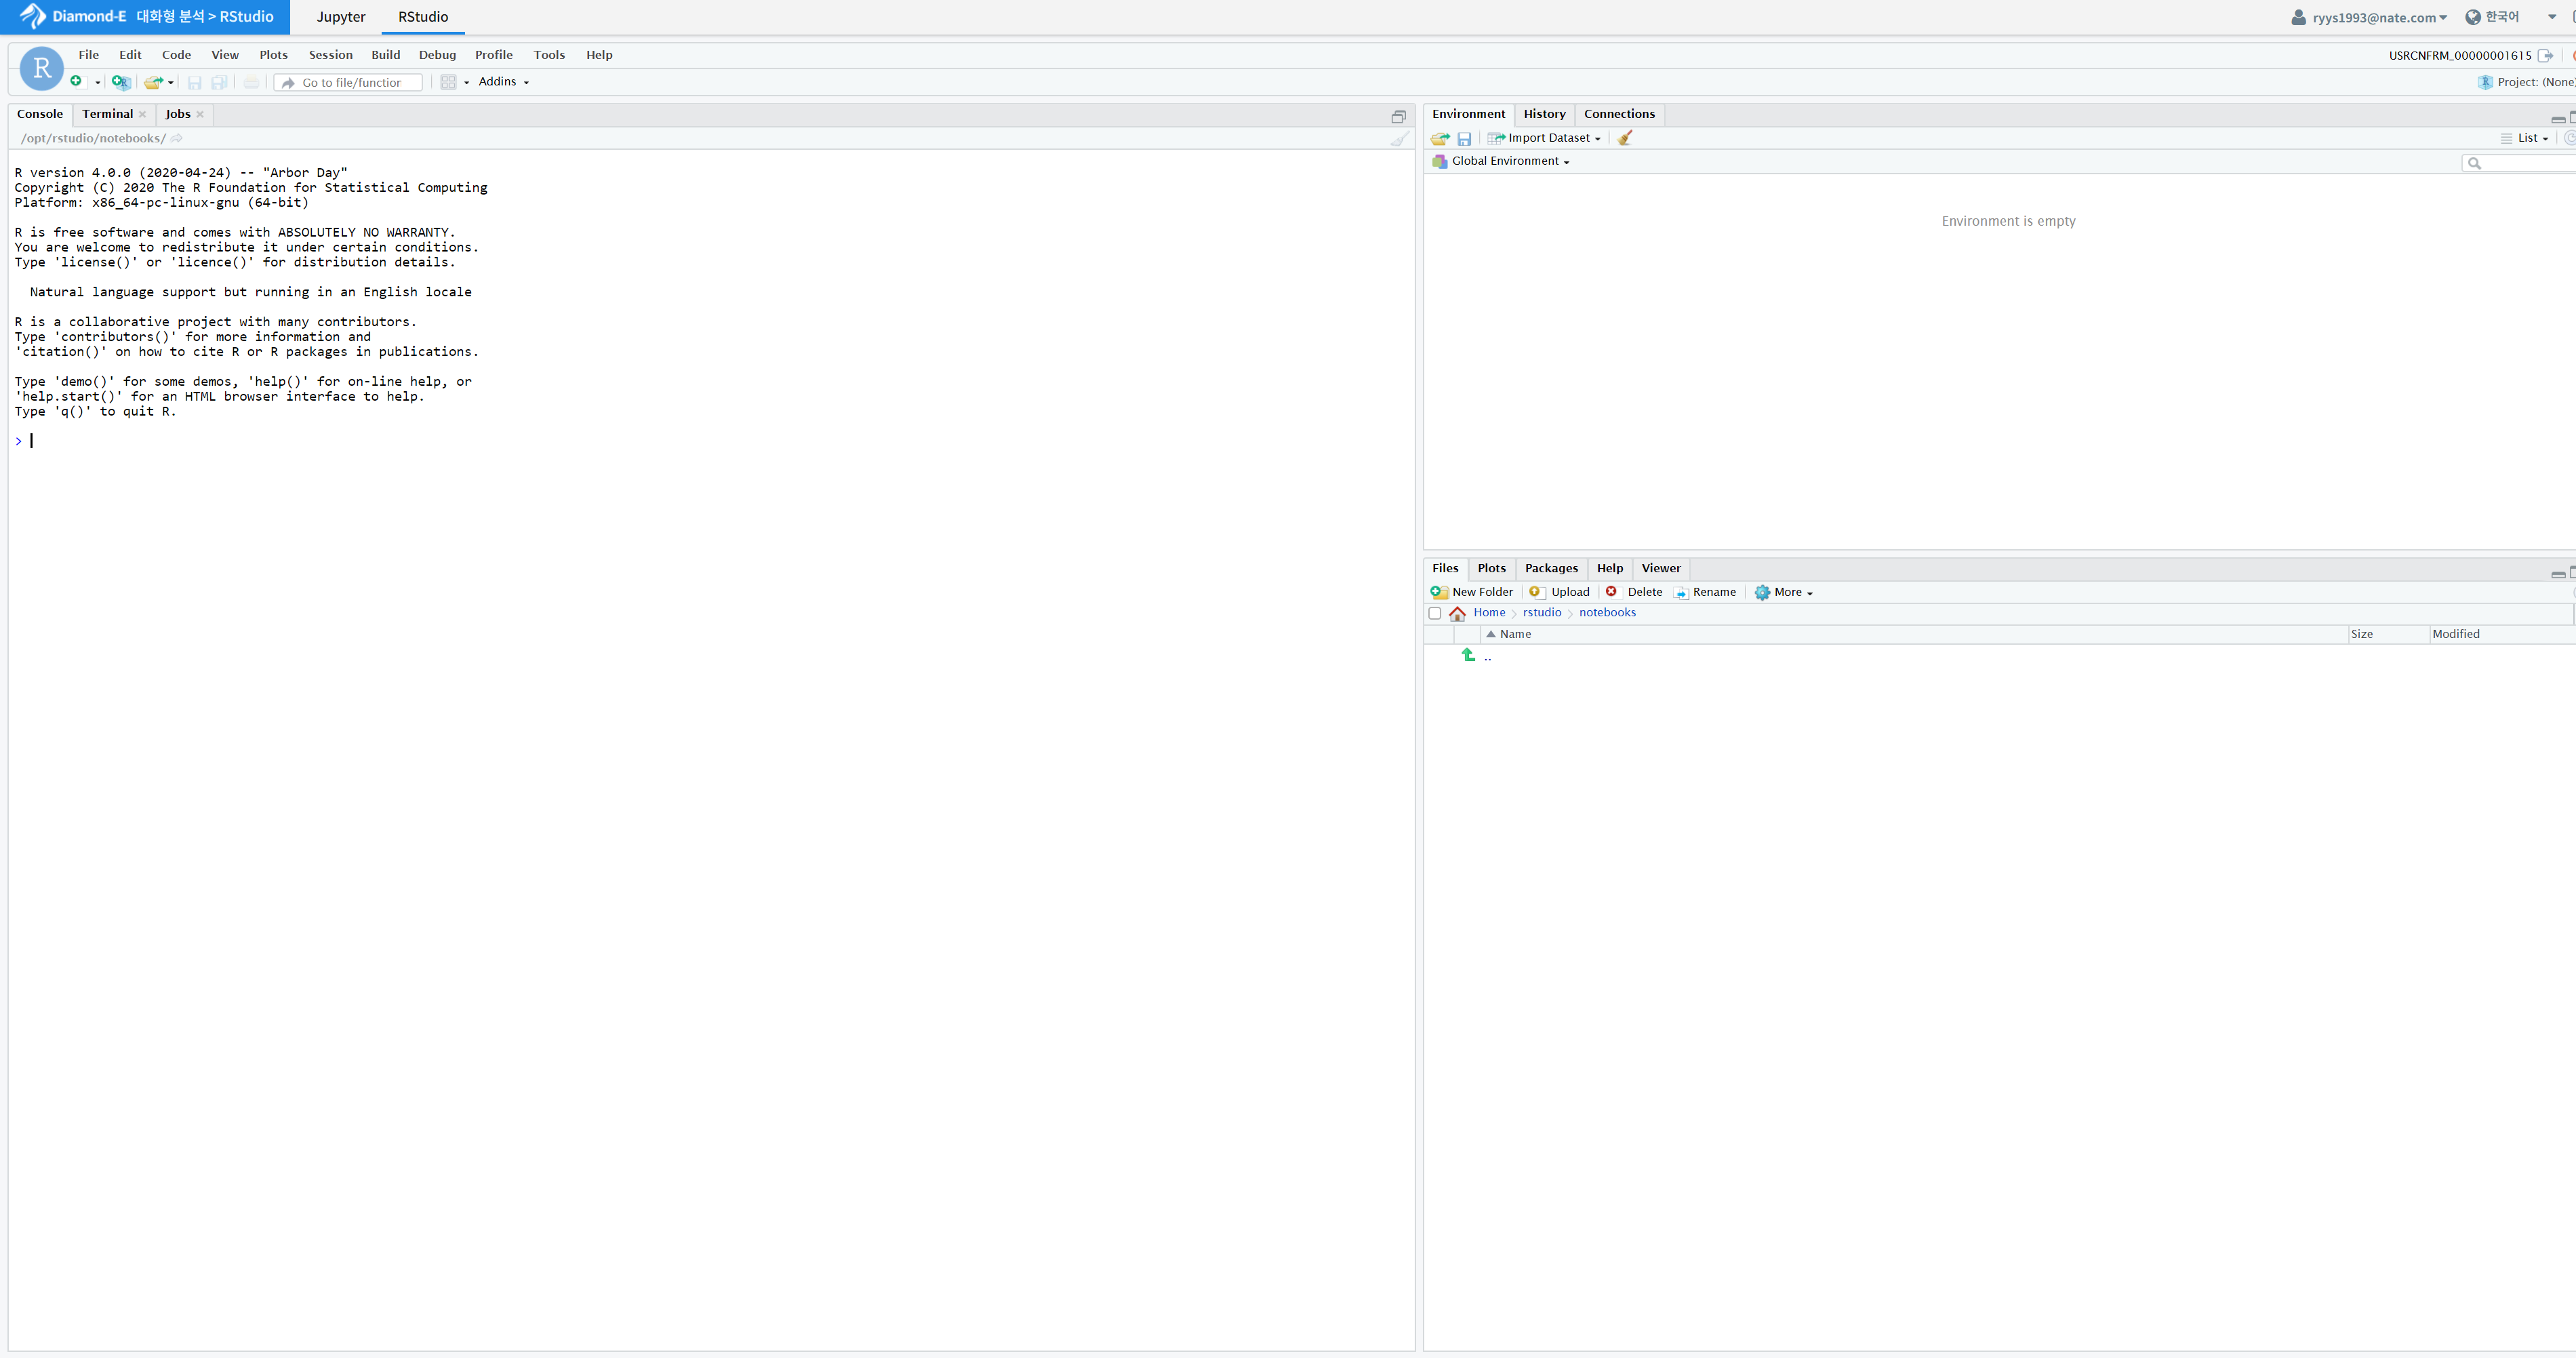 Diamond-E 대화형 분석 > RStudio Jupyter RStudio ryys1993@nate.com 한국어
R File Edit Code View Plots Session Build Debug Profile Tools Help USRCNFRM_00000001615
R Go to file/function Addins R Project: (None
Console Terminal Jobs
/opt/rstudio/notebooks/
R version 4.0.0 (2020-04-24) -- "Arbor Day"
Copyright (C) 2020 The R Foundation for Statistical Computing
Platform: x86_64-pc-linux-gnu (64-bit)
R is free software and comes with ABSOLUTELY NO WARRANTY.
You are welcome to redistribute it under certain conditions.
Type 'license()' or 'licence()' for distribution details.
Natural language support but running in an English locale
R is a collaborative project with many contributors.
Type 'contributors()' for more information and
'citation()' on how to cite R or R packages in publications.
Type 'demo()' for some demos, 'help()' for on-line help, or
'help.start()' for an HTML browser interface to help.
Type 'q()' to quit R.
>
Environment History Connections
Import Dataset List
Global Environment
Environment is empty
Files Plots Packages Help Viewer
New Folder Upload Delete Rename More
Home rstudio notebooks
Name Size Modified
..